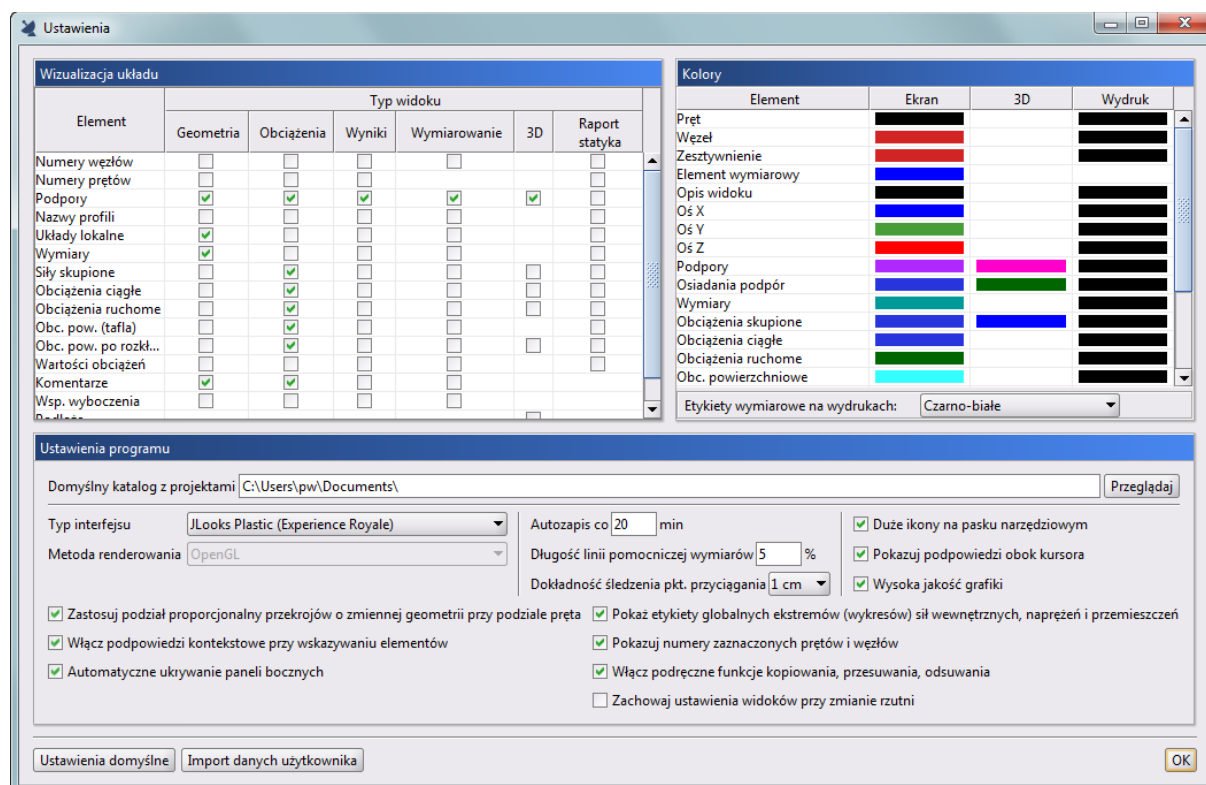 Ustawienia
Wizualizacja układu
Element
Typ widoku
Geometria Obciążenia Wyniki Wymiarowanie 3D Raport statyka
Numery węzłów
Numery prętów
Podpory
Nazwy profili
Układy lokalne
Wymiary
Siły skupione
Obciążenia ciągłe
Obciążenia ruchome
Obc. pow. (tafla)
Obc. pow. po rozkł...
Wartości obciążeń
Komentarze
Wsp. wyboczenia
Kolory
Element Ekran 3D Wydruk
Pręt
Węzeł
Zesztywnienie
Element wymiarowy
Opis widoku
Oś X
Oś Y
Oś Z
Podpory
Osiadania podpór
Wymiary
Obciążenia skupione
Obciążenia ciągłe
Obciążenia ruchome
Obc. powierzchniowe
Etykiety wymiarowe na wydrukach: Czarno-białe
Ustawienia programu
Domyślny katalog z projektami C:\Users\pw\Documents\ Przeglądaj
Typ interfejsu JLooks Plastic (Experience Royale)
Metoda renderowania OpenGL
Autozapis co 20 min
Długość linii pomocniczej wymiarów 5 %
Dokładność śledzenia pkt. przyciągania 1 cm
Duże ikony na pasku narzędziowym
Pokazuj podpowiedzi obok kursora
Wysoka jakość grafiki
Zastosuj podział proporcjonalny przekrojów o zmiennej geometrii przy podziale pręta
Włącz podpowiedzi kontekstowe przy wskazywaniu elementów
Automatyczne ukrywanie paneli bocznych
Pokaż etykiety globalnych ekstremów (wykresów) sił wewnętrznych, naprężeń i przemieszczeń
Pokazuj numery zaznaczonych prętów i węzłów
Włącz podręczne funkcje kopiowania, przesuwania, odsuwania
Zachowaj ustawienia widoków przy zmianie rzutni
Ustawienia domyślne Import danych użytkownika OK